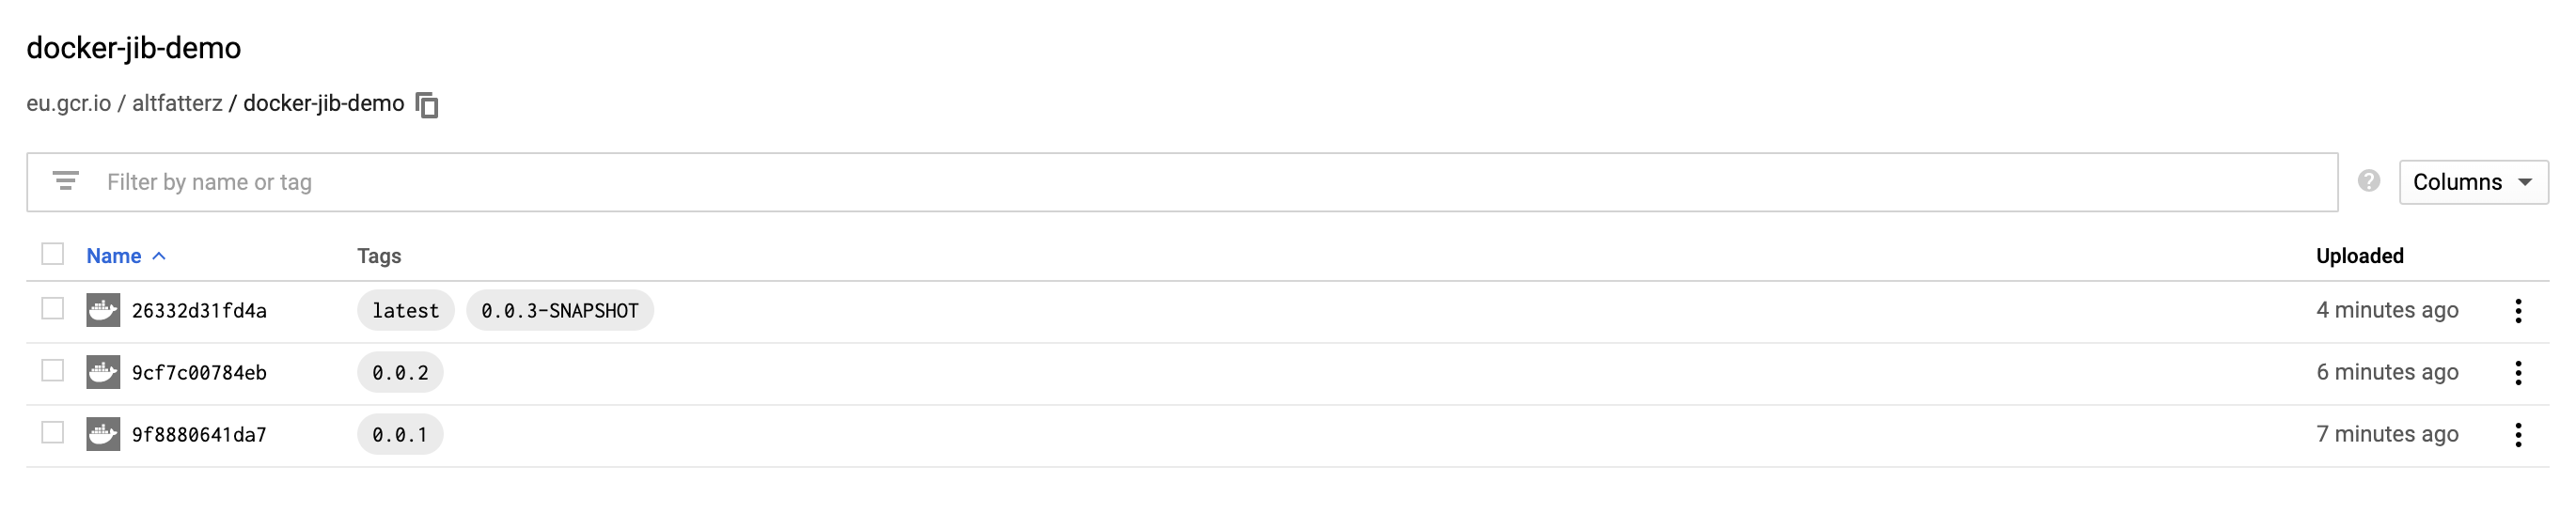 docker-jib-demo
eu.gcr.io / altfatterz / docker-jib-demo
Filter by name or tag ? Columns
Name Tags Uploaded
26332d31fd4a latest 0.0.3-SNAPSHOT 4 minutes ago
9cf7c00784eb 0.0.2 6 minutes ago
9f8880641da7 0.0.1 7 minutes ago